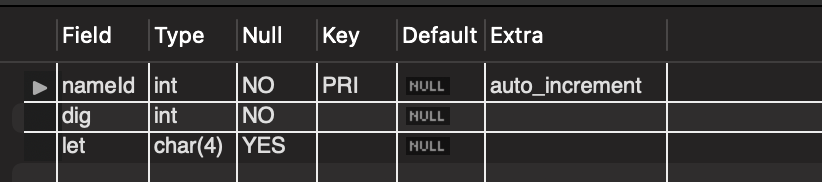 Field Type Null Key Default Extra
nameId int NO PRI NULL auto_increment
dig int NO NULL
let char(4) YES NULL